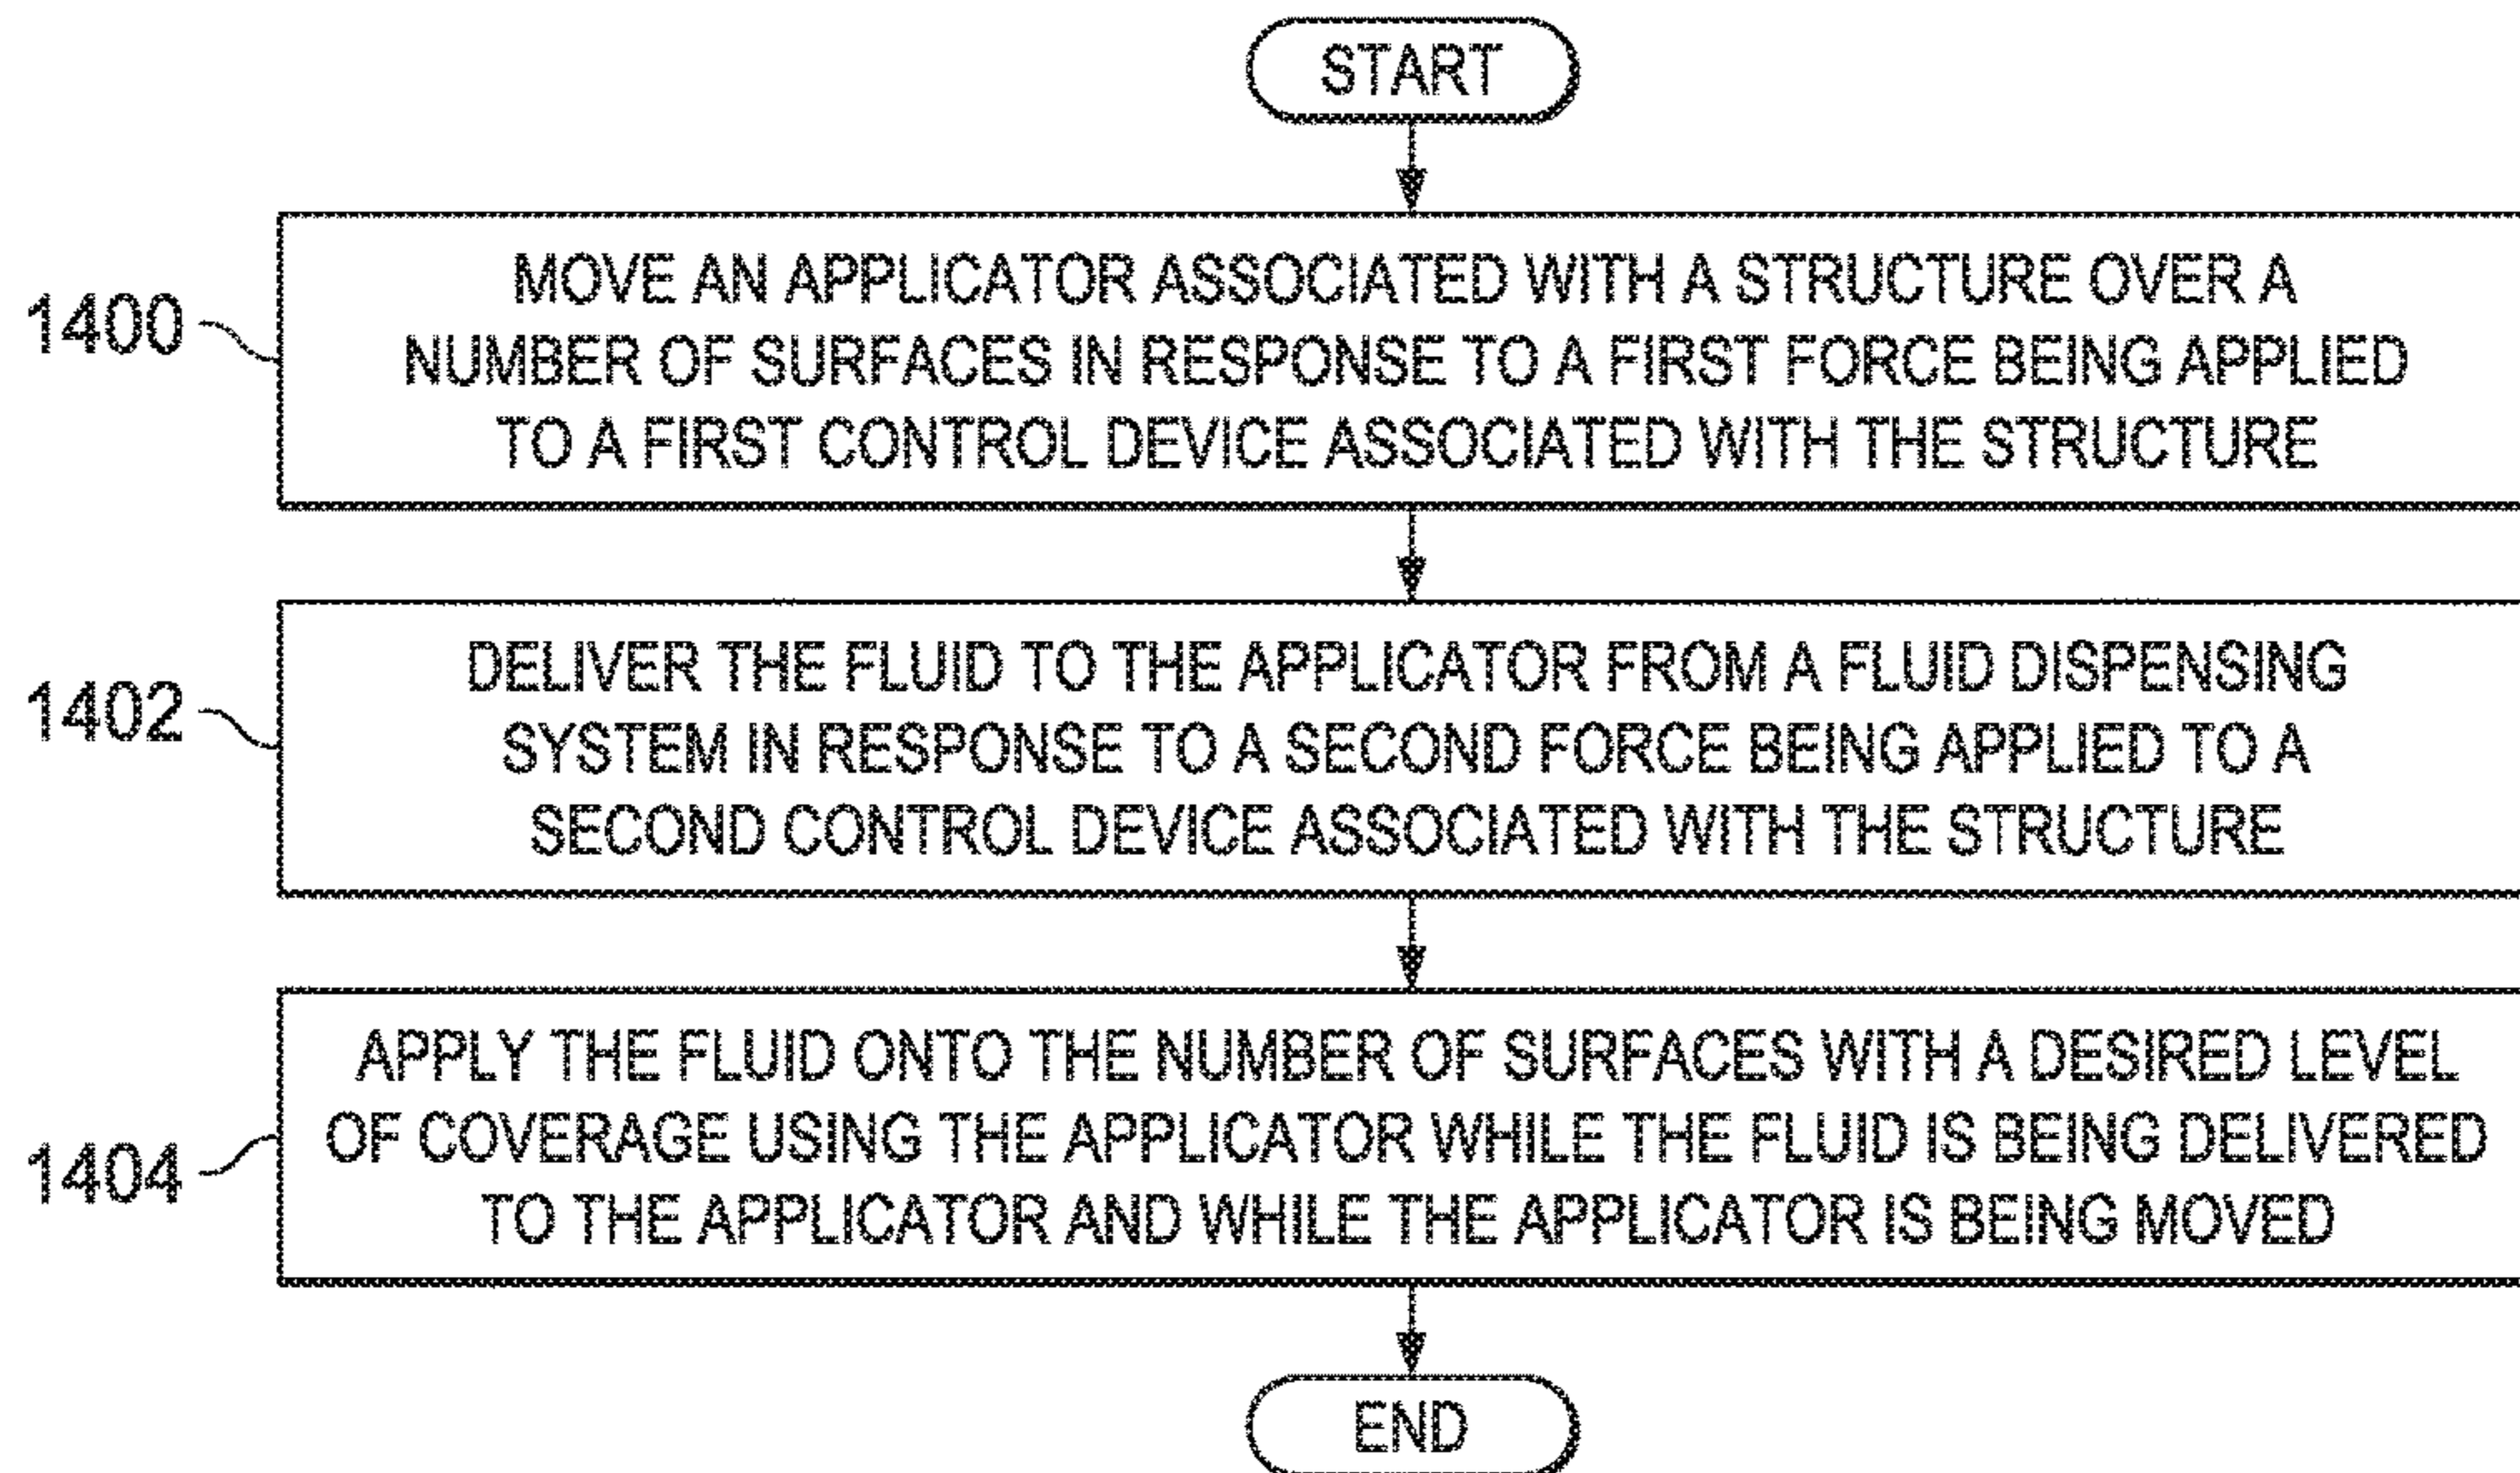 START
1400
MOVE AN APPLICATOR ASSOCIATED WITH A STRUCTURE OVER A
NUMBER OF SURFACES IN RESPONSE TO A FIRST FORCE BEING APPLIED
TO A FIRST CONTROL DEVICE ASSOCIATED WITH THE STRUCTURE
1402
DELIVER THE FLUID TO THE APPLICATOR FROM A FLUID DISPENSING
SYSTEM IN RESPONSE TO A SECOND FORCE BEING APPLIED TO A
SECOND CONTROL DEVICE ASSOCIATED WITH THE STRUCTURE
1404
APPLY THE FLUID ONTO THE NUMBER OF SURFACES WITH A DESIRED LEVEL
OF COVERAGE USING THE APPLICATOR WHILE THE FLUID IS BEING DELIVERED
TO THE APPLICATOR AND WHILE THE APPLICATOR IS BEING MOVED
END